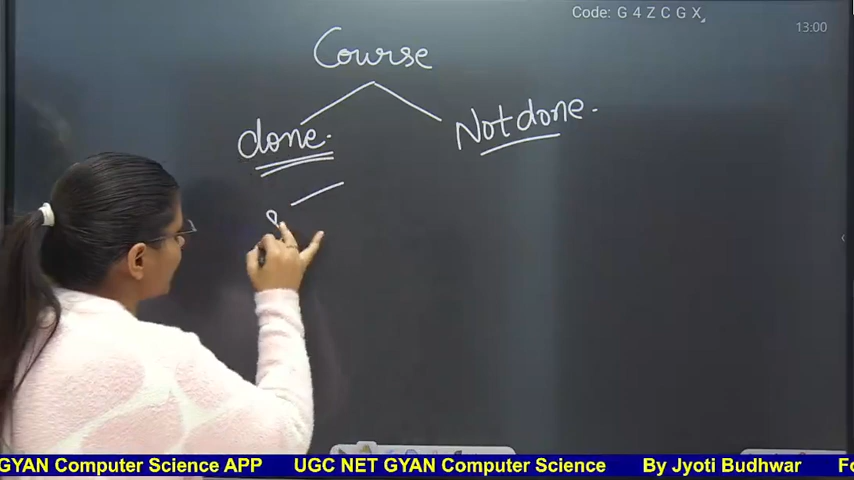 Code: G 4 Z C G X
13:00
Course
done.
Not done.
GYAN Computer Science APP UGC NET GYAN Computer Science By Jyoti Budhwar